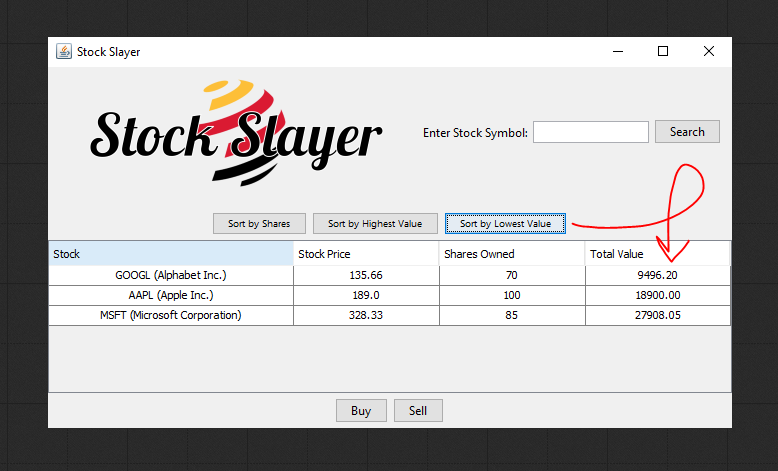 Stock Slayer
Stock Slayer
Enter Stock Symbol: Search
Sort by Shares Sort by Highest Value Sort by Lowest Value
Stock Stock Price Shares Owned Total Value
GOOGL (Alphabet Inc.) 135.66 70 9496.20
AAPL (Apple Inc.) 189.0 100 18900.00
MSFT (Microsoft Corporation) 328.33 85 27908.05
Buy Sell